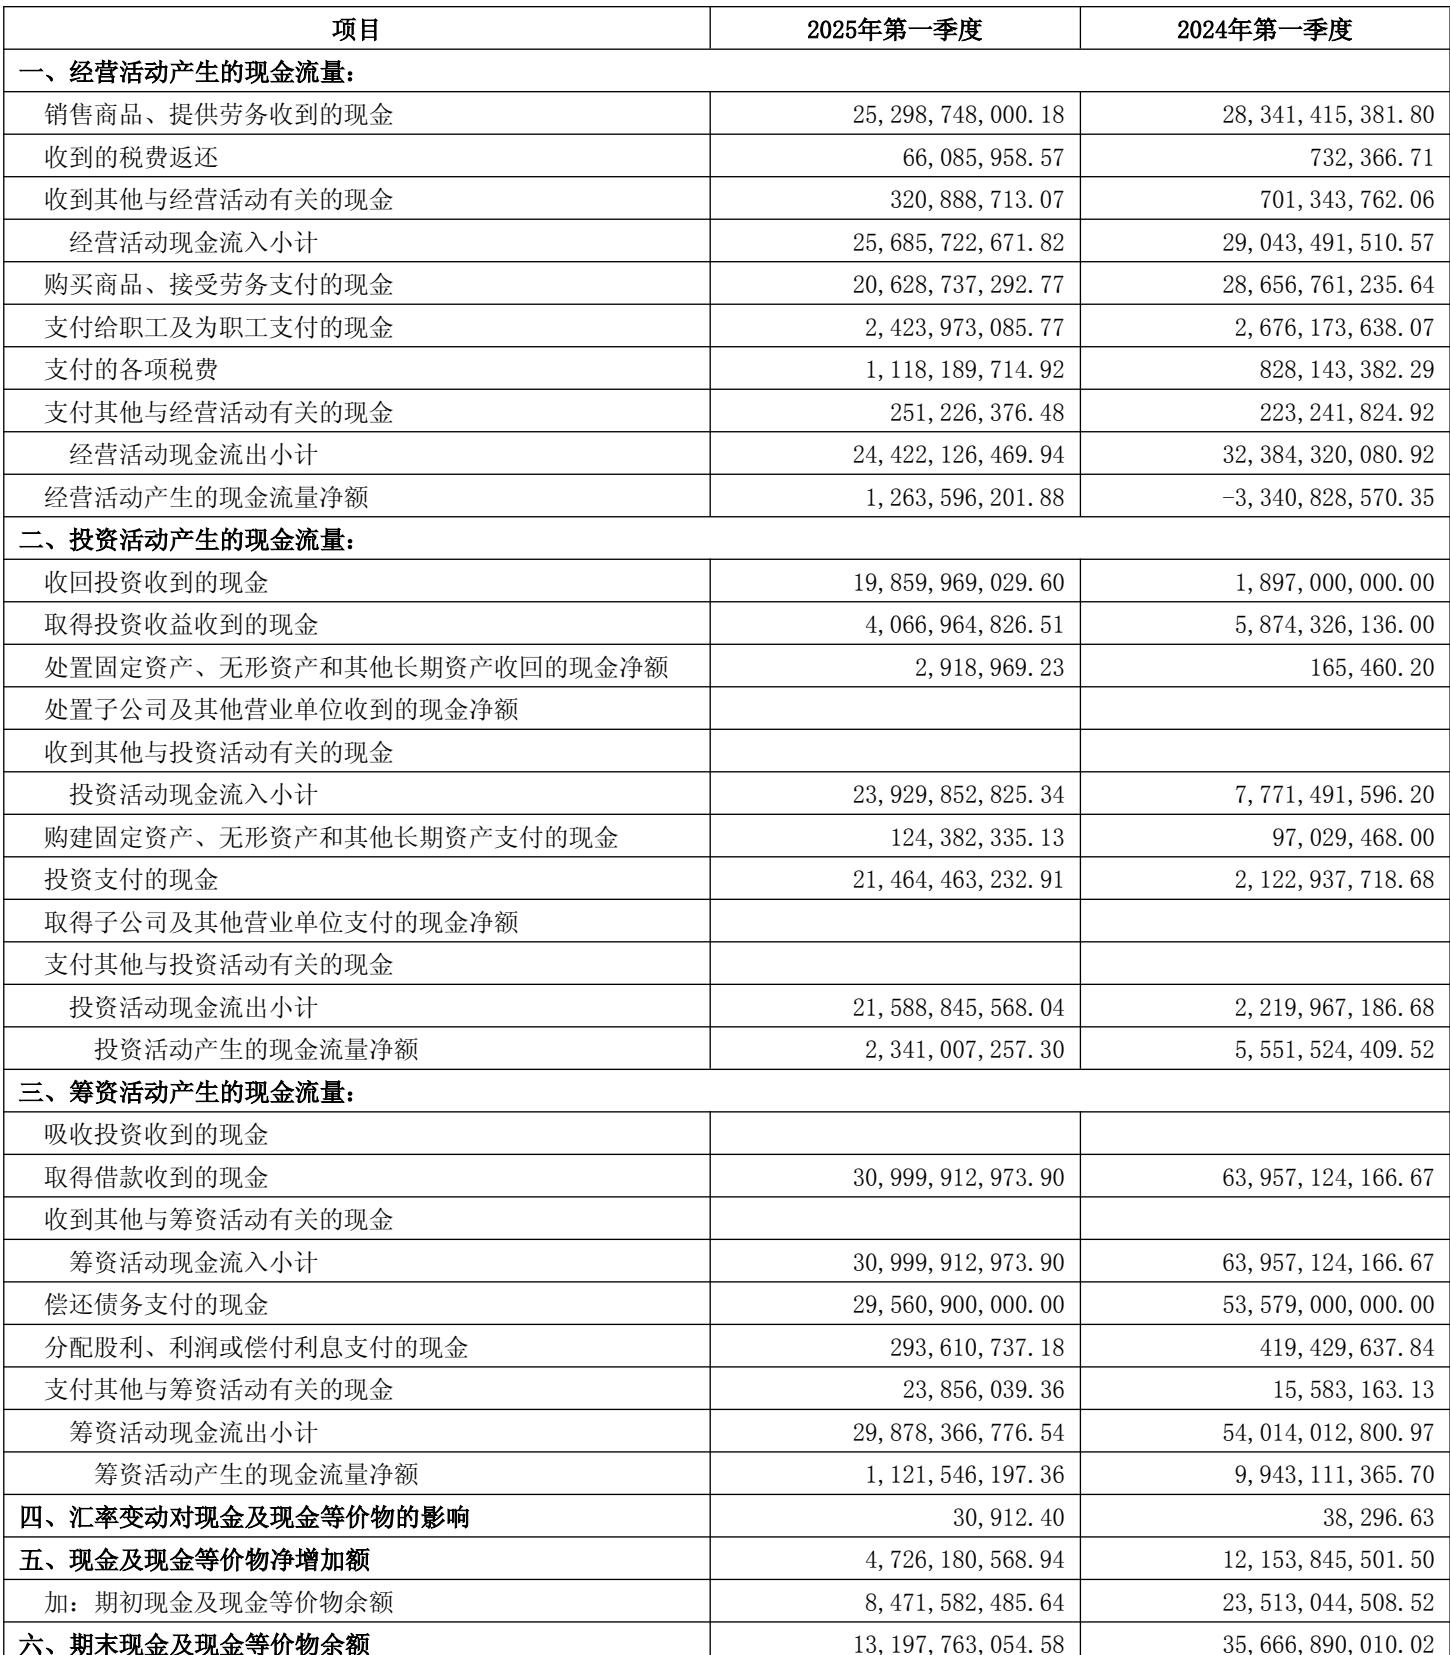 项目 2025年第一季度 2024年第一季度
一、经营活动产生的现金流量：
销售商品、提供劳务收到的现金 25,298,748,000.18 28,341,415,381.80
收到的税费返还 66,085,958.57 732,366.71
收到其他与经营活动有关的现金 320,888,713.07 701,343,762.06
经营活动现金流入小计 25,685,722,671.82 29,043,491,510.57
购买商品、接受劳务支付的现金 20,628,737,292.77 28,656,761,235.64
支付给职工及为职工支付的现金 2,423,973,085.77 2,676,173,638.07
支付的各项税费 1,118,189,714.92 828,143,382.29
支付其他与经营活动有关的现金 251,226,376.48 223,241,824.92
经营活动现金流出小计 24,422,126,469.94 32,384,320,080.92
经营活动产生的现金流量净额 1,263,596,201.88 -3,340,828,570.35
二、投资活动产生的现金流量：
收回投资收到的现金 19,859,969,029.60 1,897,000,000.00
取得投资收益收到的现金 4,066,964,826.51 5,874,326,136.00
处置固定资产、无形资产和其他长期资产收回的现金净额 2,918,969.23 165,460.20
处置子公司及其他营业单位收到的现金净额
收到其他与投资活动有关的现金
投资活动现金流入小计 23,929,852,825.34 7,771,491,596.20
购建固定资产、无形资产和其他长期资产支付的现金 124,382,335.13 97,029,468.00
投资支付的现金 21,464,463,232.91 2,122,937,718.68
取得子公司及其他营业单位支付的现金净额
支付其他与投资活动有关的现金
投资活动现金流出小计 21,588,845,568.04 2,219,967,186.68
投资活动产生的现金流量净额 2,341,007,257.30 5,551,524,409.52
三、筹资活动产生的现金流量：
吸收投资收到的现金
取得借款收到的现金 30,999,912,973.90 63,957,124,166.67
收到其他与筹资活动有关的现金
筹资活动现金流入小计 30,999,912,973.90 63,957,124,166.67
偿还债务支付的现金 29,560,900,000.00 53,579,000,000.00
分配股利、利润或偿付利息支付的现金 293,610,737.18 419,429,637.84
支付其他与筹资活动有关的现金 23,856,039.36 15,583,163.13
筹资活动现金流出小计 29,878,366,776.54 54,014,012,800.97
筹资活动产生的现金流量净额 1,121,546,197.36 9,943,111,365.70
四、汇率变动对现金及现金等价物的影响 30,912.40 38,296.63
五、现金及现金等价物净增加额 4,726,180,568.94 12,153,845,501.50
加：期初现金及现金等价物余额 8,471,582,485.64 23,513,044,508.52
六、期末现金及现金等价物余额 13,197,763,054.58 35,666,890,010.02